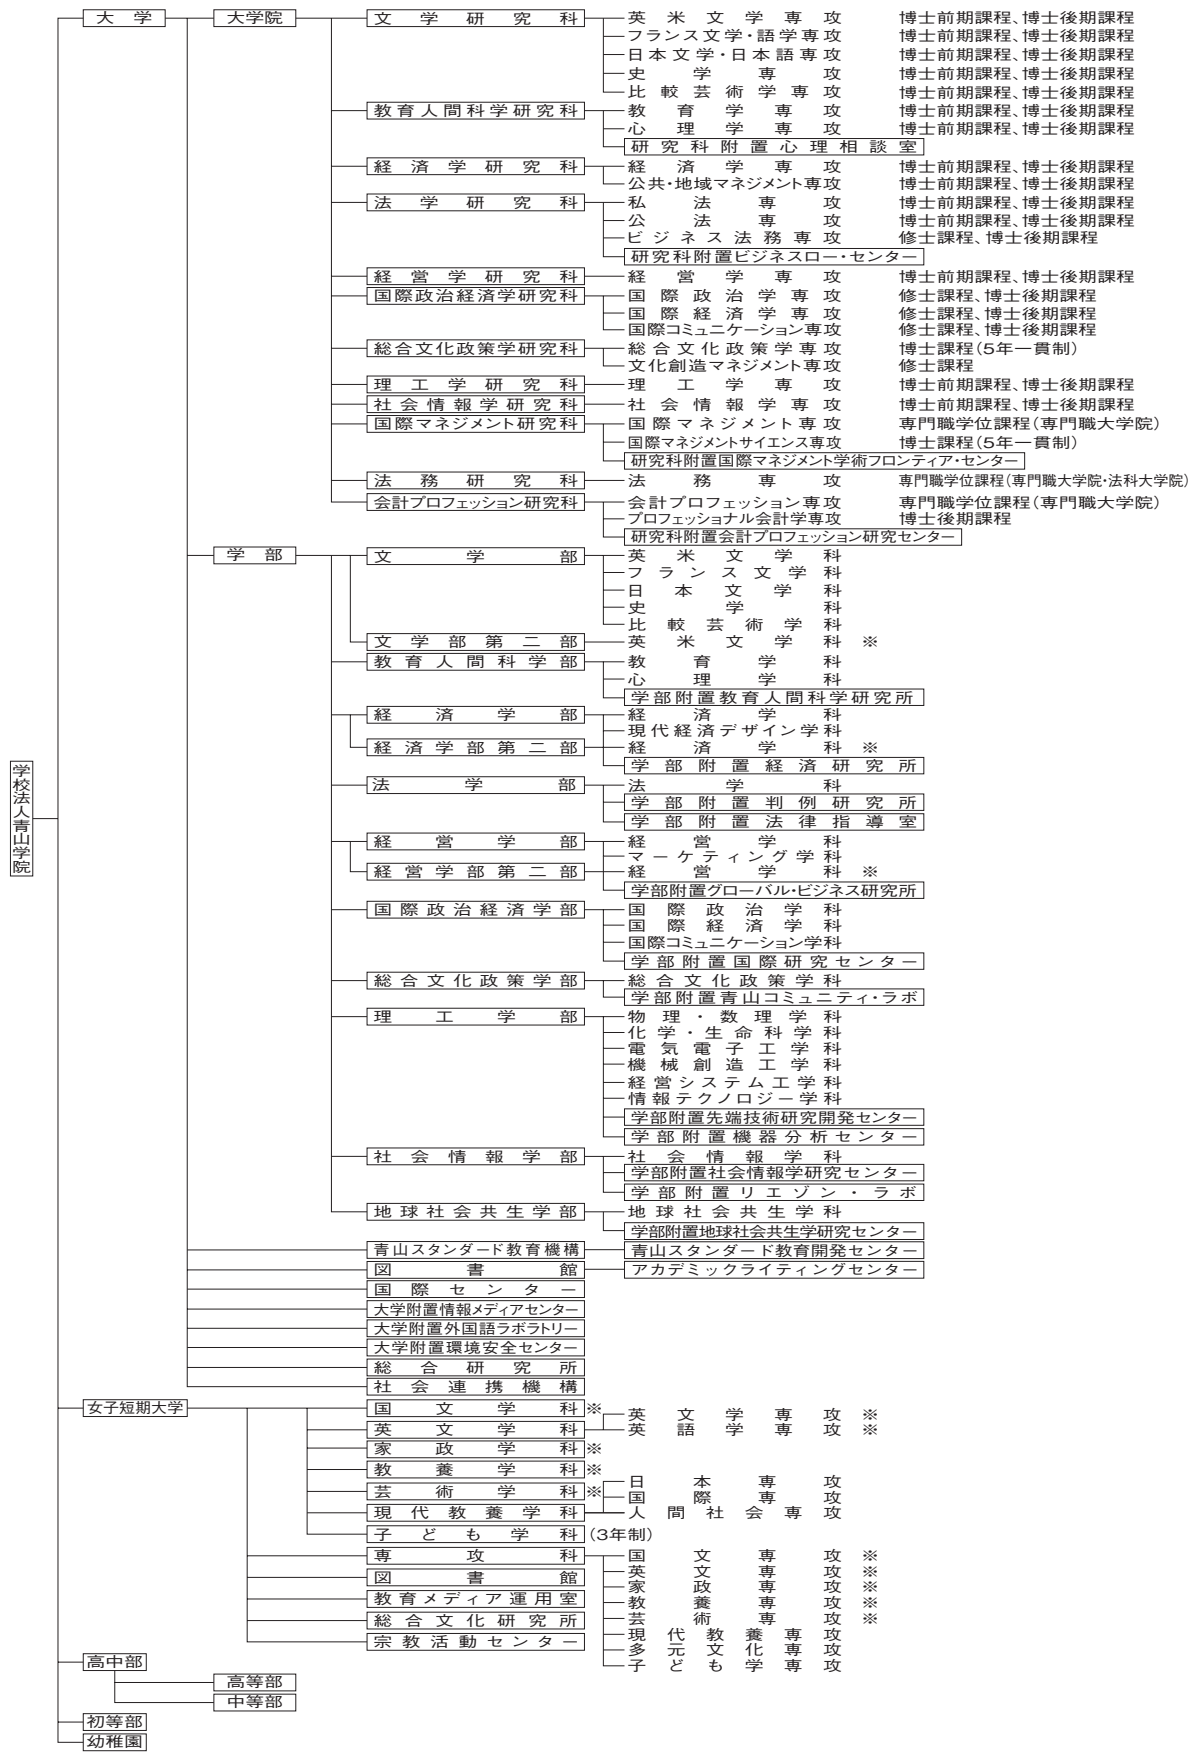 大学 大学院 文学研究科 英米文学専攻 博士前期課程、博士後期課程
フランス文学・語学専攻 博士前期課程、博士後期課程
日本文学・日本語専攻 博士前期課程、博士後期課程
史学専攻 博士前期課程、博士後期課程
比較芸術学専攻 博士前期課程、博士後期課程
教育人間科学研究科 教育学専攻 博士前期課程、博士後期課程
心理学専攻 博士前期課程、博士後期課程
研究科附置心理相談室
経済学研究科 経済学専攻 博士前期課程、博士後期課程
公共・地域マネジメント専攻 博士前期課程、博士後期課程
法学研究科 私法専攻 博士前期課程、博士後期課程
公法専攻 博士前期課程、博士後期課程
ビジネス法務専攻 修士課程、博士後期課程
研究科附置ビジネスロー・センター
経営学研究科 経営学専攻 博士前期課程、博士後期課程
国際政治経済学研究科 国際政治学専攻 修士課程、博士後期課程
国際経済学専攻 修士課程、博士後期課程
国際コミュニケーション専攻 修士課程、博士後期課程
総合文化政策学研究科 総合文化政策学専攻 博士課程(5年一貫制)
文化創造マネジメント専攻 修士課程
理工学研究科 理工学専攻 博士前期課程、博士後期課程
社会情報学研究科 社会情報学専攻 博士前期課程、博士後期課程
国際マネジメント研究科 国際マネジメント専攻 専門職学位課程(専門職大学院)
国際マネジメントサイエンス専攻 博士課程(5年一貫制)
研究科附置国際マネジメント学術フロンティア・センター
法務研究科 法務専攻 専門職学位課程(専門職大学院・法科大学院)
会計プロフェッション研究科 会計プロフェッション専攻 専門職学位課程(専門職大学院)
プロフェッショナル会計学専攻 博士後期課程
研究科附置会計プロフェッション研究センター
学部 文学部 英米文学科
フランス文学科
日本文学科
史学科
比較芸術学科
文学部第二部 英米文学科 ※
教育人間科学部 教育学科
心理学科
学部附置教育人間科学研究所
経済学部 経済学科
現代経済デザイン学科
経済学部第二部 経済学科 ※
学部附置経済研究所
学校法人青山学院
法学部 法学科
学部附置判例研究所
学部附置法律指導室
経営学部 経営学科
マーケティング学科
経営学部第二部 経営学科 ※
学部附置グローバル・ビジネス研究所
国際政治経済学部 国際政治学科
国際経済学科
国際コミュニケーション学科
学部附置国際研究センター
総合文化政策学部 総合文化政策学科
学部附置青山コミュニティ・ラボ
理工学部 物理・数理学科
化学・生命科学科
電気電子工学科
機械創造工学科
経営システム工学科
情報テクノロジー学科
学部附置先端技術研究開発センター
学部附置機器分析センター
社会情報学部 社会情報学科
学部附置社会情報学研究センター
学部附置リエゾン・ラボ
地球社会共生学部 地球社会共生学科
学部附置地球社会共生学研究センター
青山スタンダード教育機構 青山スタンダード教育開発センター
図書館 アカデミックライティングセンター
国際センター
大学附置情報メディアセンター
大学附置外国語ラボラトリー
大学附置環境安全センター
総合研究所
社会連携機構
女子短期大学 国文学科※
英文学専攻 ※
英文学科 英語学専攻 ※
家政学科※
教養学科※
日本専攻
芸術学科※ 国際専攻
現代教養学科 人間社会専攻
子ども学科(3年制)
専攻科 国文専攻 ※
英文専攻 ※
図書館 家政専攻 ※
教育メディア運用室 教養専攻 ※
総合文化研究所 芸術専攻 ※
宗教活動センター 現代教養専攻
多元文化専攻
高中部 子ども学専攻
高等部
中等部
初等部
幼稚園